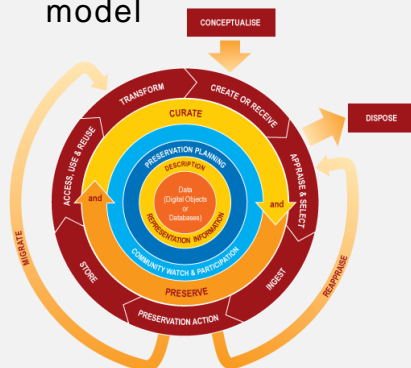 model
CONCEPTUALISE
DISPOSE
TRANSFORM
CREATE OR RECEIVE
APPRAISE & SELECT
INGEST
PRESERVATION ACTION
STORE
ACCESS, USE & REUSE
CURATE
and
PRESERVE
and
PRESERVATION PLANNING
COMMUNITY WATCH & PARTICIPATION
DESCRIPTION
REPRESENTATION INFORMATION
Data
(Digital Objects
or
Databases)
MIGRATE
REAPPRAISE